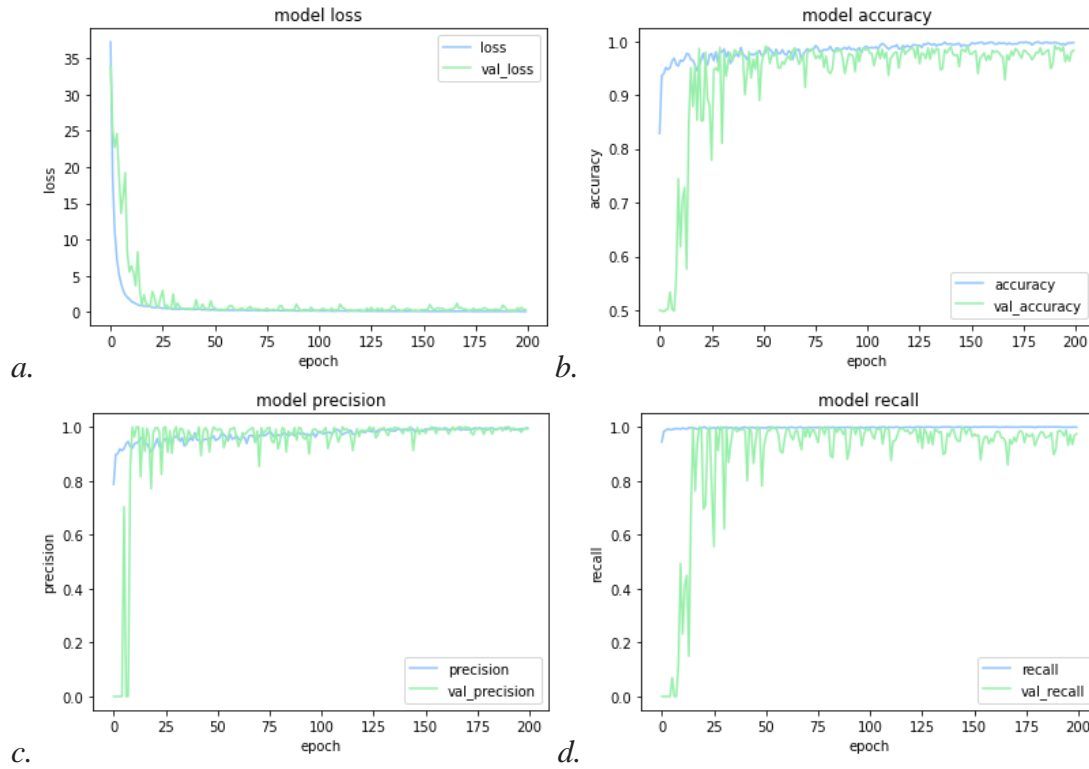 model loss
loss
val_loss
35
30
25
20
15
10
5
0
loss
0 25 50 75 100 125 150 175 200
epoch
a.
model accuracy
1.0
0.9
0.8
0.7
0.6
0.5
accuracy
accuracy
val_accuracy
0 25 50 75 100 125 150 175 200
epoch
b.
model precision
1.0
0.8
0.6
0.4
0.2
0.0
precision
precision
val_precision
0 25 50 75 100 125 150 175 200
epoch
c.
model recall
1.0
0.8
0.6
0.4
0.2
0.0
recall
recall
val_recall
0 25 50 75 100 125 150 175 200
epoch
d.